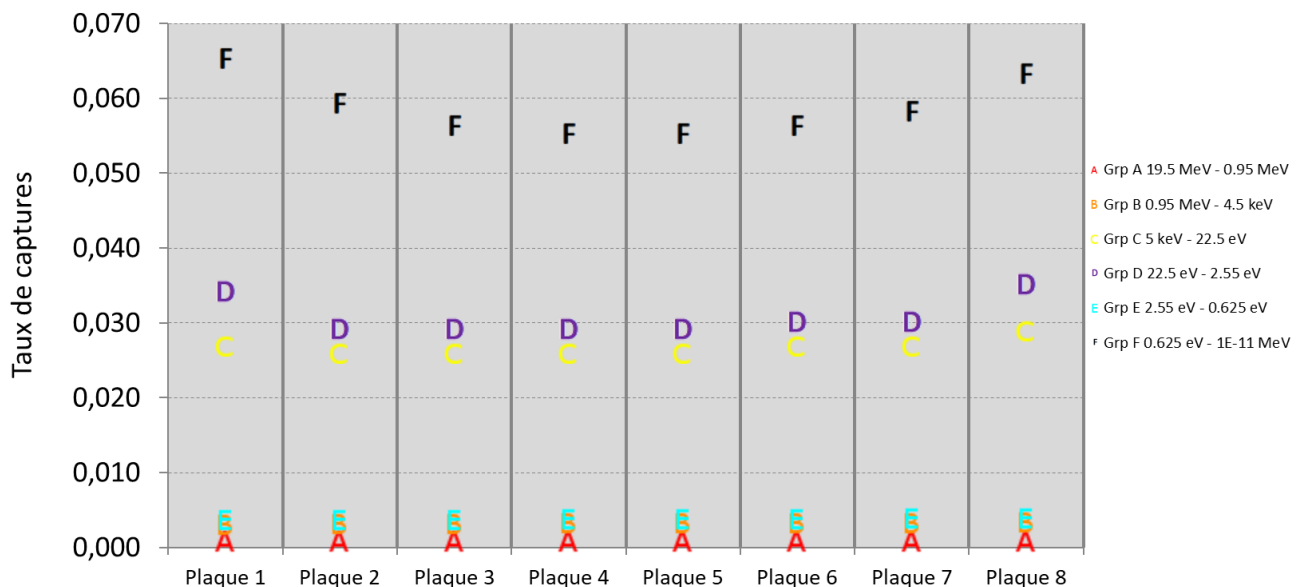 Taux de captures
0,070
0,060
0,050
0,040
0,030
0,020
0,010
0,000
F F F F F F F F
D D D D D D D D
C C C C C C C C
E E E E E E E E
B B B B B B B B
A A A A A A A A
Plaque 1 Plaque 2 Plaque 3 Plaque 4 Plaque 5 Plaque 6 Plaque 7 Plaque 8
A Grp A 19.5 MeV - 0.95 MeV
B Grp B 0.95 MeV - 4.5 keV
C Grp C 5 keV - 22.5 eV
D Grp D 22.5 eV - 2.55 eV
E Grp E 2.55 eV - 0.625 eV
F Grp F 0.625 eV - 1E-11 MeV